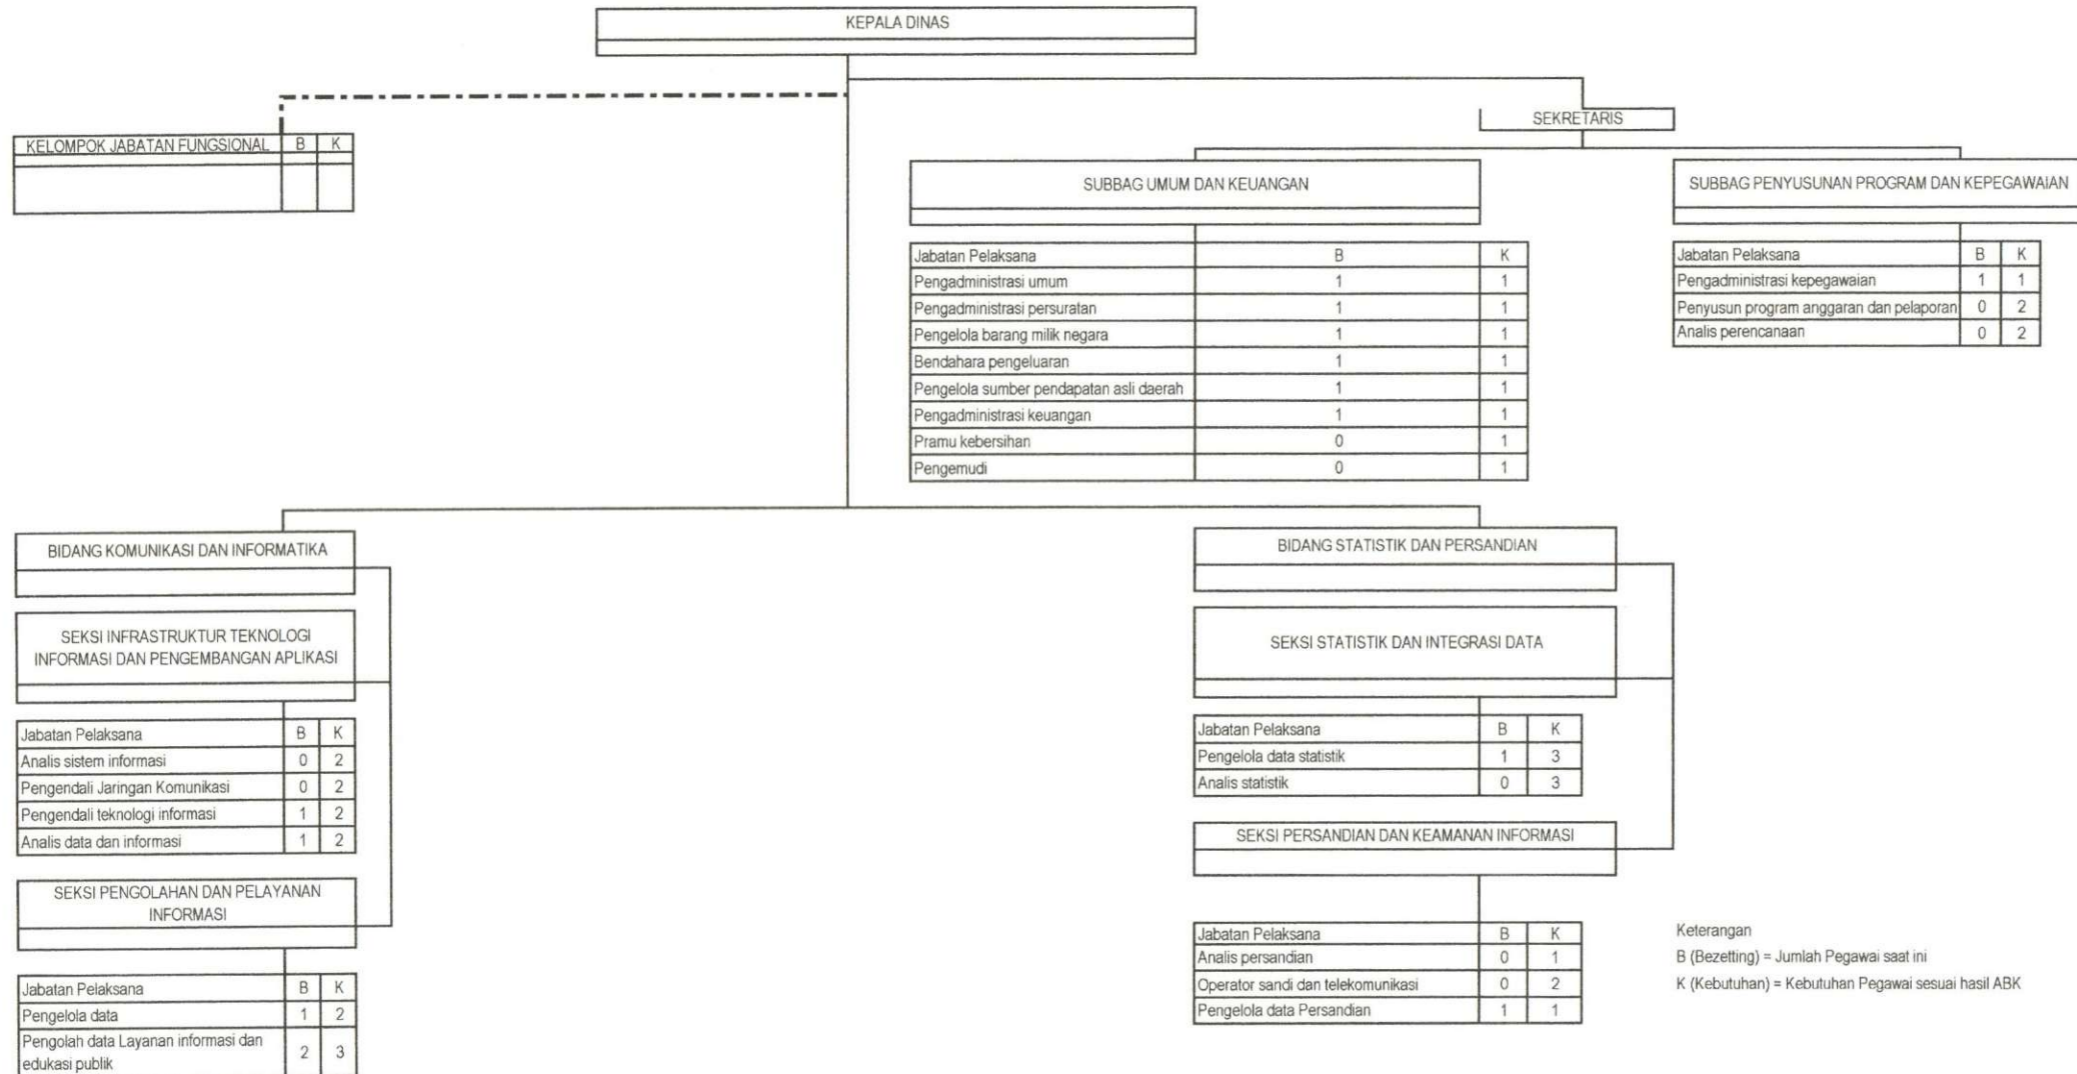 KEPALA DINAS
SEKRETARIS
KELOMPOK JABATAN FUNGSIONAL B K
SUBBAG UMUM DAN KEUANGAN
Jabatan Pelaksana B K
Pengadministrasi umum 1 1
Pengadministrasi persuratan 1 1
Pengelola barang milik negara 1 1
Bendahara pengeluaran 1 1
Pengelola sumber pendapatan asli daerah 1 1
Pengadministrasi keuangan 1 1
Pramu kebersihan 0 1
Pengemudi 0 1
SUBBAG PENYUSUNAN PROGRAM DAN KEPEGAWAIAN
Jabatan Pelaksana B K
Pengadministrasi kepegawaian 1 1
Penyusun program anggaran dan pelaporan 0 2
Analis perencanaan 0 2
BIDANG KOMUNIKASI DAN INFORMATIKA
SEKSI INFRASTRUKTUR TEKNOLOGI
INFORMASI DAN PENGEMBANGAN APLIKASI
Jabatan Pelaksana B K
Analis sistem informasi 0 2
Pengendali Jaringan Komunikasi 0 2
Pengendali teknologi informasi 1 2
Analis data dan informasi 1 2
SEKSI PENGOLAHAN DAN PELAYANAN
INFORMASI
Jabatan Pelaksana B K
Pengelola data 1 2
Pengolah data Layanan informasi dan
edukasi publik 2 3
BIDANG STATISTIK DAN PERSANDIAN
SEKSI STATISTIK DAN INTEGRASI DATA
Jabatan Pelaksana B K
Pengelola data statistik 1 3
Analis statistik 0 3
SEKSI PERSANDIAN DAN KEAMANAN INFORMASI
Jabatan Pelaksana B K
Analis persandian 0 1
Operator sandi dan telekomunikasi 0 2
Pengelola data Persandian 1 1
Keterangan
B (Bezetting) = Jumlah Pegawai saat ini
K (Kebutuhan) = Kebutuhan Pegawai sesuai hasil ABK